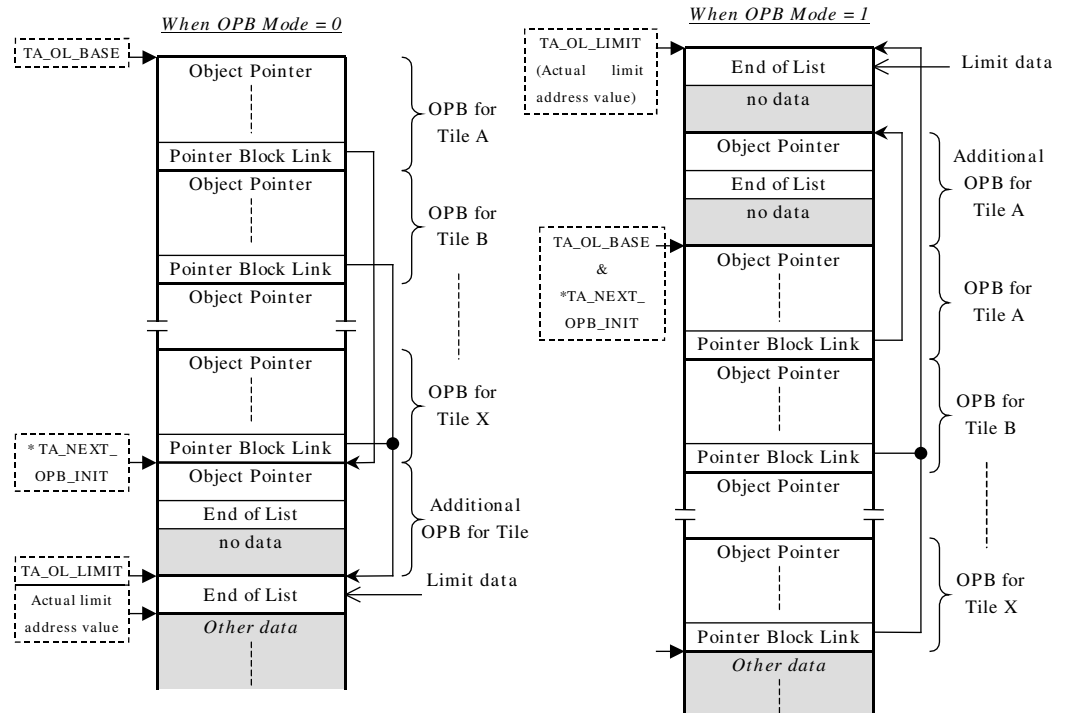 When OPB Mode = 0
TA_OL_BASE
Object Pointer
OPB for
Tile A
Pointer Block Link
Object Pointer
OPB for
Tile B
Pointer Block Link
Object Pointer
Object Pointer
OPB for
Tile X
Pointer Block Link
* TA_NEXT_
OPB_INIT
Object Pointer
End of List
Additional
OPB for Tile
no data
TA_OL_LIMIT
Actual limit
address value
End of List
Limit data
Other data
When OPB Mode = 1
TA_OL_LIMIT
(Actual limit
address value)
End of List
Limit data
no data
Object Pointer
End of List
no data
Additional
OPB for
Tile A
TA_OL_BASE
&
*TA_NEXT_
OPB_INIT
Object Pointer
OPB for
Tile A
Pointer Block Link
Object Pointer
OPB for
Tile B
Pointer Block Link
Object Pointer
Object Pointer
OPB for
Tile X
Pointer Block Link
Other data